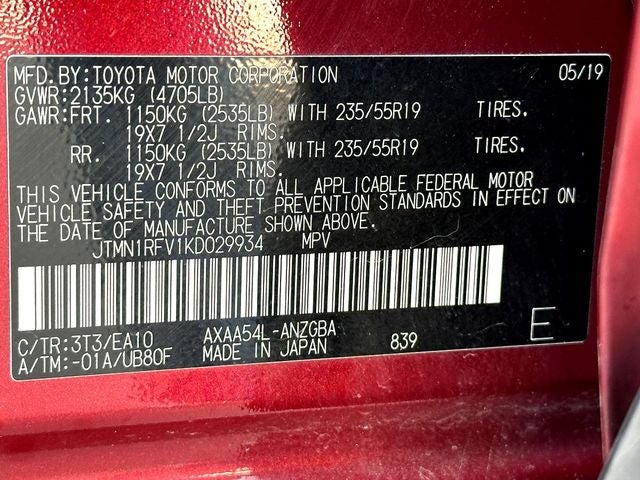 MFD.BY:TOYOTA MOTOR CORPORATION 05/19
GVWR:2135KG (4705LB)
GAWR:FRT. 1150KG (2535LB) WITH 235/55R19 TIRES.
19X7 1/2J RIMS.
RR. 1150KG (2535LB) WITH 235/55R19 TIRES.
19X7 1/2J RIMS.
THIS VEHICLE CONFORMS TO ALL APPLICABLE FEDERAL MOTOR
VEHICLE SAFETY AND THEFT PREVENTION STANDARDS IN EFFECT ON
THE DATE OF MANUFACTURE SHOWN ABOVE.
JTMN1RFV1KD029934 MPV
C/TR:3T3/EA10 AXAA54L-ANZGBA
A/TM:-01A/UB80F MADE IN JAPAN 839 E